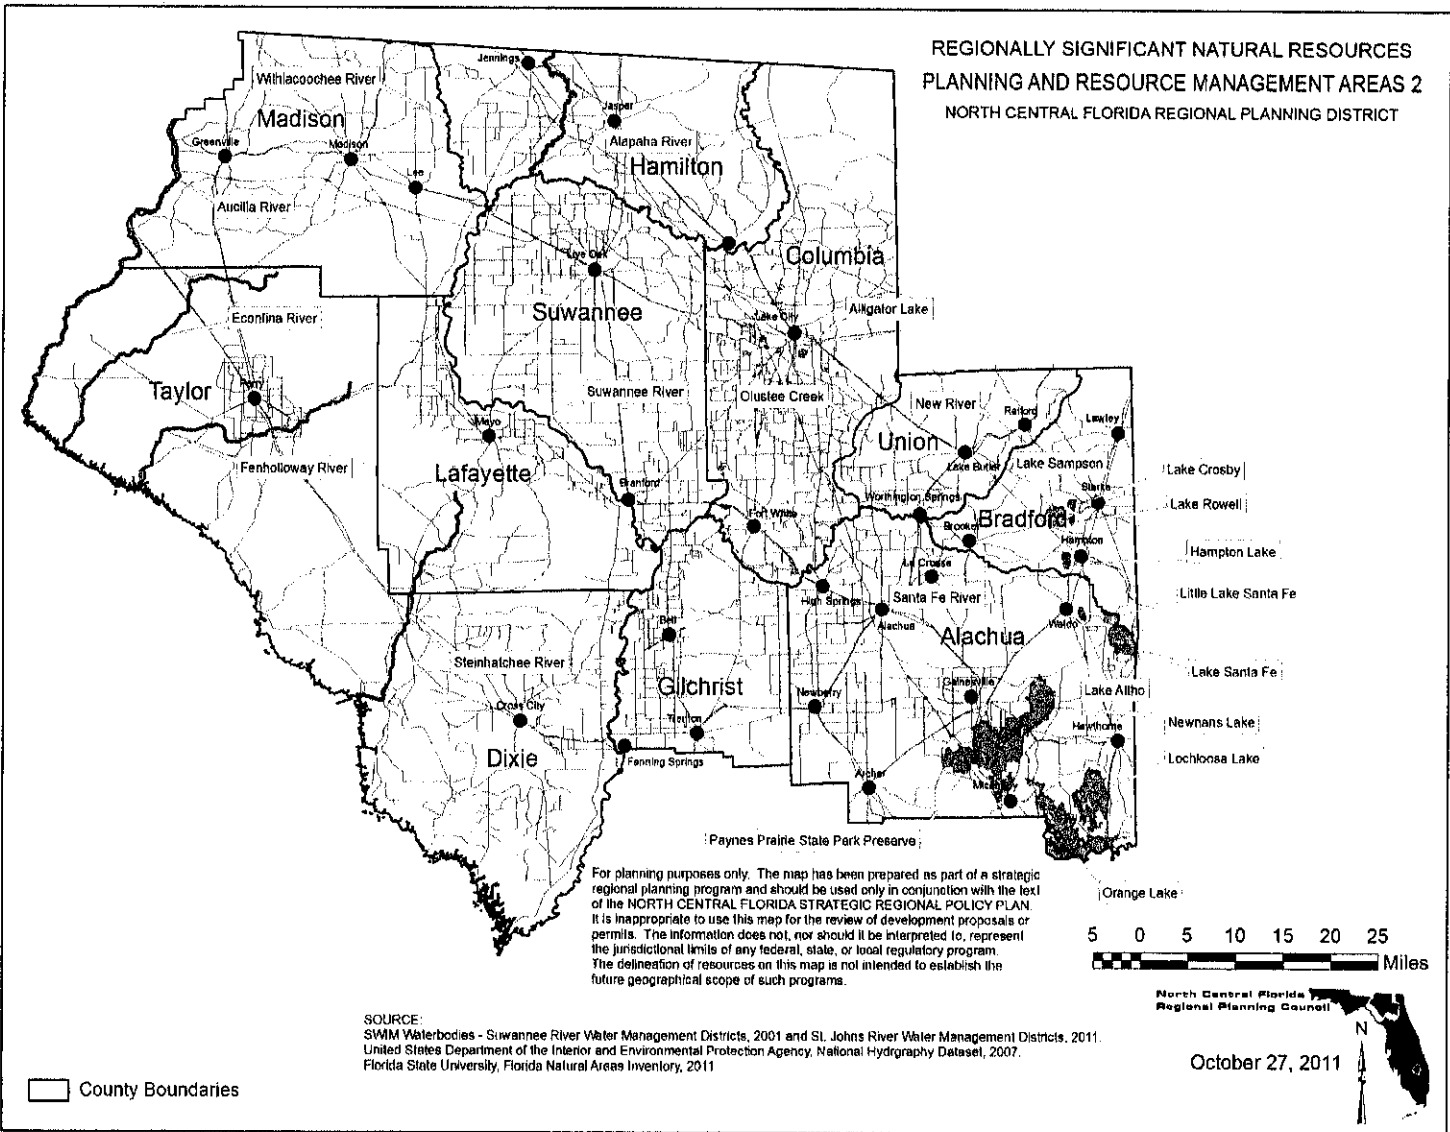 REGIONALLY SIGNIFICANT NATURAL RESOURCES
PLANNING AND RESOURCE MANAGEMENT AREAS 2
NORTH CENTRAL FLORIDA REGIONAL PLANNING DISTRICT
Jennings
Withlacoochee River
Madison
Jasper
Greenville
Madison
Alapaha River
Hamilton
Lee
Aucilla River
Live Oak
Columbia
Econfina River
Suwannee
Lake City
Alligator Lake
Taylor
Perry
Suwannee River
Olustee Creek
New River
Raiford
Lawley
Mayo
Union
Fenholloway River
Lafayette
Lake Butler
Lake Sampson
Lake Crosby
Branford
Worthington Springs
Starke
Lake Rowell
Fort White
Bradford
Brooker
Hampton
Hampton Lake
La Crosse
High Springs
Santa Fe River
Little Lake Santa Fe
Bell
Alachua
Waldo
Alachua
Steinhatchee River
Gilchrist
Gainesville
Lake Santa Fe
Newberry
Lake Altho
Cross City
Trenton
Hawthorne
Newnans Lake
Dixie
Fanning Springs
Lochloosa Lake
Archer
Micanopy
Paynes Prairie State Park Preserve
Orange Lake
For planning purposes only. The map has been prepared as part of a strategic
regional planning program and should be used only in conjunction with the text
of the NORTH CENTRAL FLORIDA STRATEGIC REGIONAL POLICY PLAN.
It is inappropriate to use this map for the review of development proposals or
permits. The information does not, nor should it be interpreted to, represent
the jurisdictional limits of any federal, state, or local regulatory program.
The delineation of resources on this map is not intended to establish the
future geographical scope of such programs.
5 0 5 10 15 20 25
Miles
North Central Florida
Regional Planning Council
N
October 27, 2011
SOURCE:
SWIM Waterbodies - Suwannee River Water Management Districts, 2001 and St. Johns River Water Management Districts, 2011.
United States Department of the Interior and Environmental Protection Agency, National Hydrgraphy Dataset, 2007.
Florida State University, Florida Natural Areas Inventory, 2011
County Boundaries